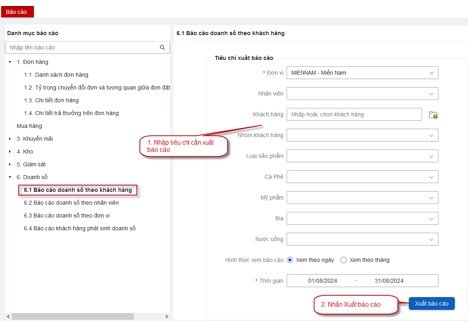 Báo cáo
Danh mục báo cáo
Nhập tên báo cáo
1. Đơn hàng
1.1. Danh sách đơn hàng
1.2. Tỷ trọng chuyển đổi đơn và tương quan giữa đơn đặt
1.3. Chi tiết đơn hàng
1.4. Chi tiết trả thưởng trên đơn hàng
Mua hàng
3. Khuyến mãi
4. Kho
5. Giám sát
6. Doanh số
6.1 Báo cáo doanh số theo khách hàng
6.2 Báo cáo doanh số theo nhân viên
6.3 Báo cáo doanh số theo đơn vị
6.4 Báo cáo khách hàng phát sinh doanh số
6.1 Báo cáo doanh số theo khách hàng
Tiêu chí xuất báo cáo
* Đơn vị MIENNAM - Miền Nam
Nhân viên
Khách hàng Nhập hoặc chọn khách hàng
1. Nhập tiêu chí cần xuất
báo cáo
Nhóm khách hàng
Loại sản phẩm
Cà Phê
Mỹ phẩm
Bia
Nước uống
Hình thức xem báo cáo Xem theo ngày Xem theo tháng
* Thời gian 01/08/2024 - 31/08/2024
2. Nhấn Xuất báo cáo
Xuất báo cáo